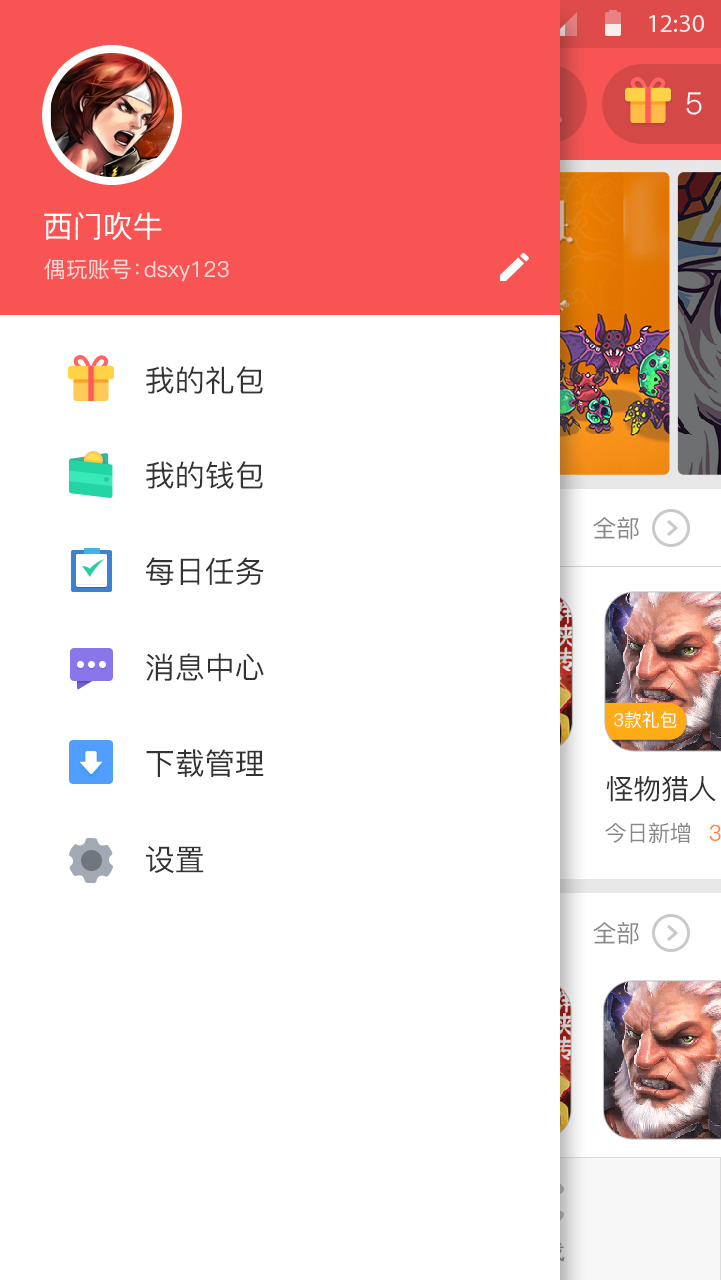 12:30
5
西门吹牛
偶玩账号:dsxy123
我的礼包
我的钱包
每日任务
消息中心
下载管理
设置
全部
3款礼包
怪物猎人
今日新增 3
全部